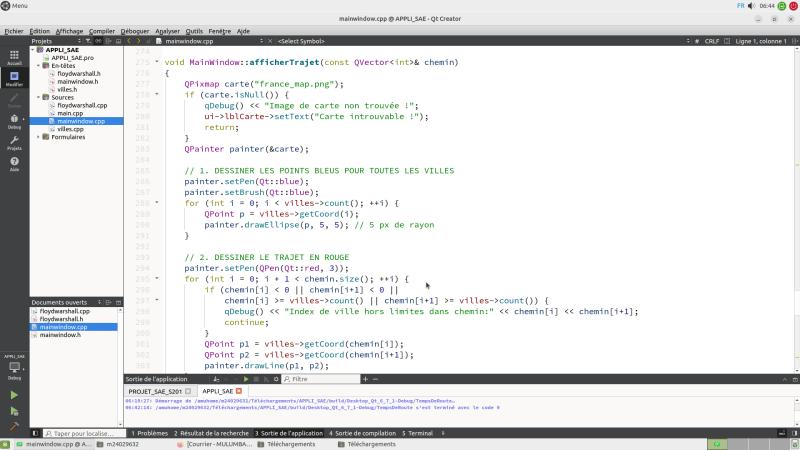 Menu
FR
06:44
mainwindow.cpp @ APPLI_SAE - Qt Creator
Fichier Édition Afficher Compiler Déboguer Analyser Outils Fenêtre Aide
Projets
mainwindow.cpp
<Select Symbol>
CRLF
Ligne 1, colonne 1
Accueil
Modifier
Debug
Projets
Aide
APPLI_SAE
Debug
APPLI_SAE
APPLI_SAE.pro
En-têtes
floydwarshall.h
mainwindow.h
villes.h
Sources
floydwarshall.cpp
main.cpp
mainwindow.cpp
villes.cpp
Formulaires
Documents ouverts
floydwarshall.cpp
floydwarshall.h
mainwindow.cpp
mainwindow.h
274
275 void MainWindow::afficherTrajet(const QVector<int>& chemin)
276 {
277 QPixmap carte("france_map.png");
278 if (carte.isNull()) {
279 qDebug() << "Image de carte non trouvée !";
280 ui->lblCarte->setText("Carte introuvable !");
281 return;
282 }
283 QPainter painter(&carte);
284
285 // 1. DESSINER LES POINTS BLEUS POUR TOUTES LES VILLES
286 painter.setPen(Qt::blue);
287 painter.setBrush(Qt::blue);
288 for (int i = 0; i < villes->count(); ++i) {
289 QPoint p = villes->getCoord(i);
290 painter.drawEllipse(p, 5, 5); // 5 px de rayon
291 }
292
293 // 2. DESSINER LE TRAJET EN ROUGE
294 painter.setPen(QPen(Qt::red, 3));
295 for (int i = 0; i + 1 < chemin.size(); ++i) {
296 if (chemin[i] < 0 || chemin[i+1] < 0 ||
297 chemin[i] >= villes->count() || chemin[i+1] >= villes->count()) {
298 qDebug() << "Index de ville hors limites dans chemin:" << chemin[i] << chemin[i+1];
299 continue;
300 }
301 QPoint p1 = villes->getCoord(chemin[i]);
302 QPoint p2 = villes->getCoord(chemin[i+1]);
303 painter.drawLine(p1, p2);
Sortie de l'application
Filtre
PROJET_SAE_S201
APPLI_SAE
06:19:27: Démarrage de /amuhome/m24029632/Téléchargements/APPLI_SAE/build/Desktop_Qt_6_7_1-Debug/TempsDeRoute...
06:42:14: /amuhome/m24029632/Téléchargements/APPLI_SAE/build/Desktop_Qt_6_7_1-Debug/TempsDeRoute s'est terminé avec le code 0
Taper pour localise...
1 Problèmes
2 Résultat de la recherche
3 Sortie de l'application
4 Sortie de compilation
5 Terminal
mainwindow.cpp @ A...
m24029632
[Courrier - MULUMBA...
Téléchargements
Téléchargements